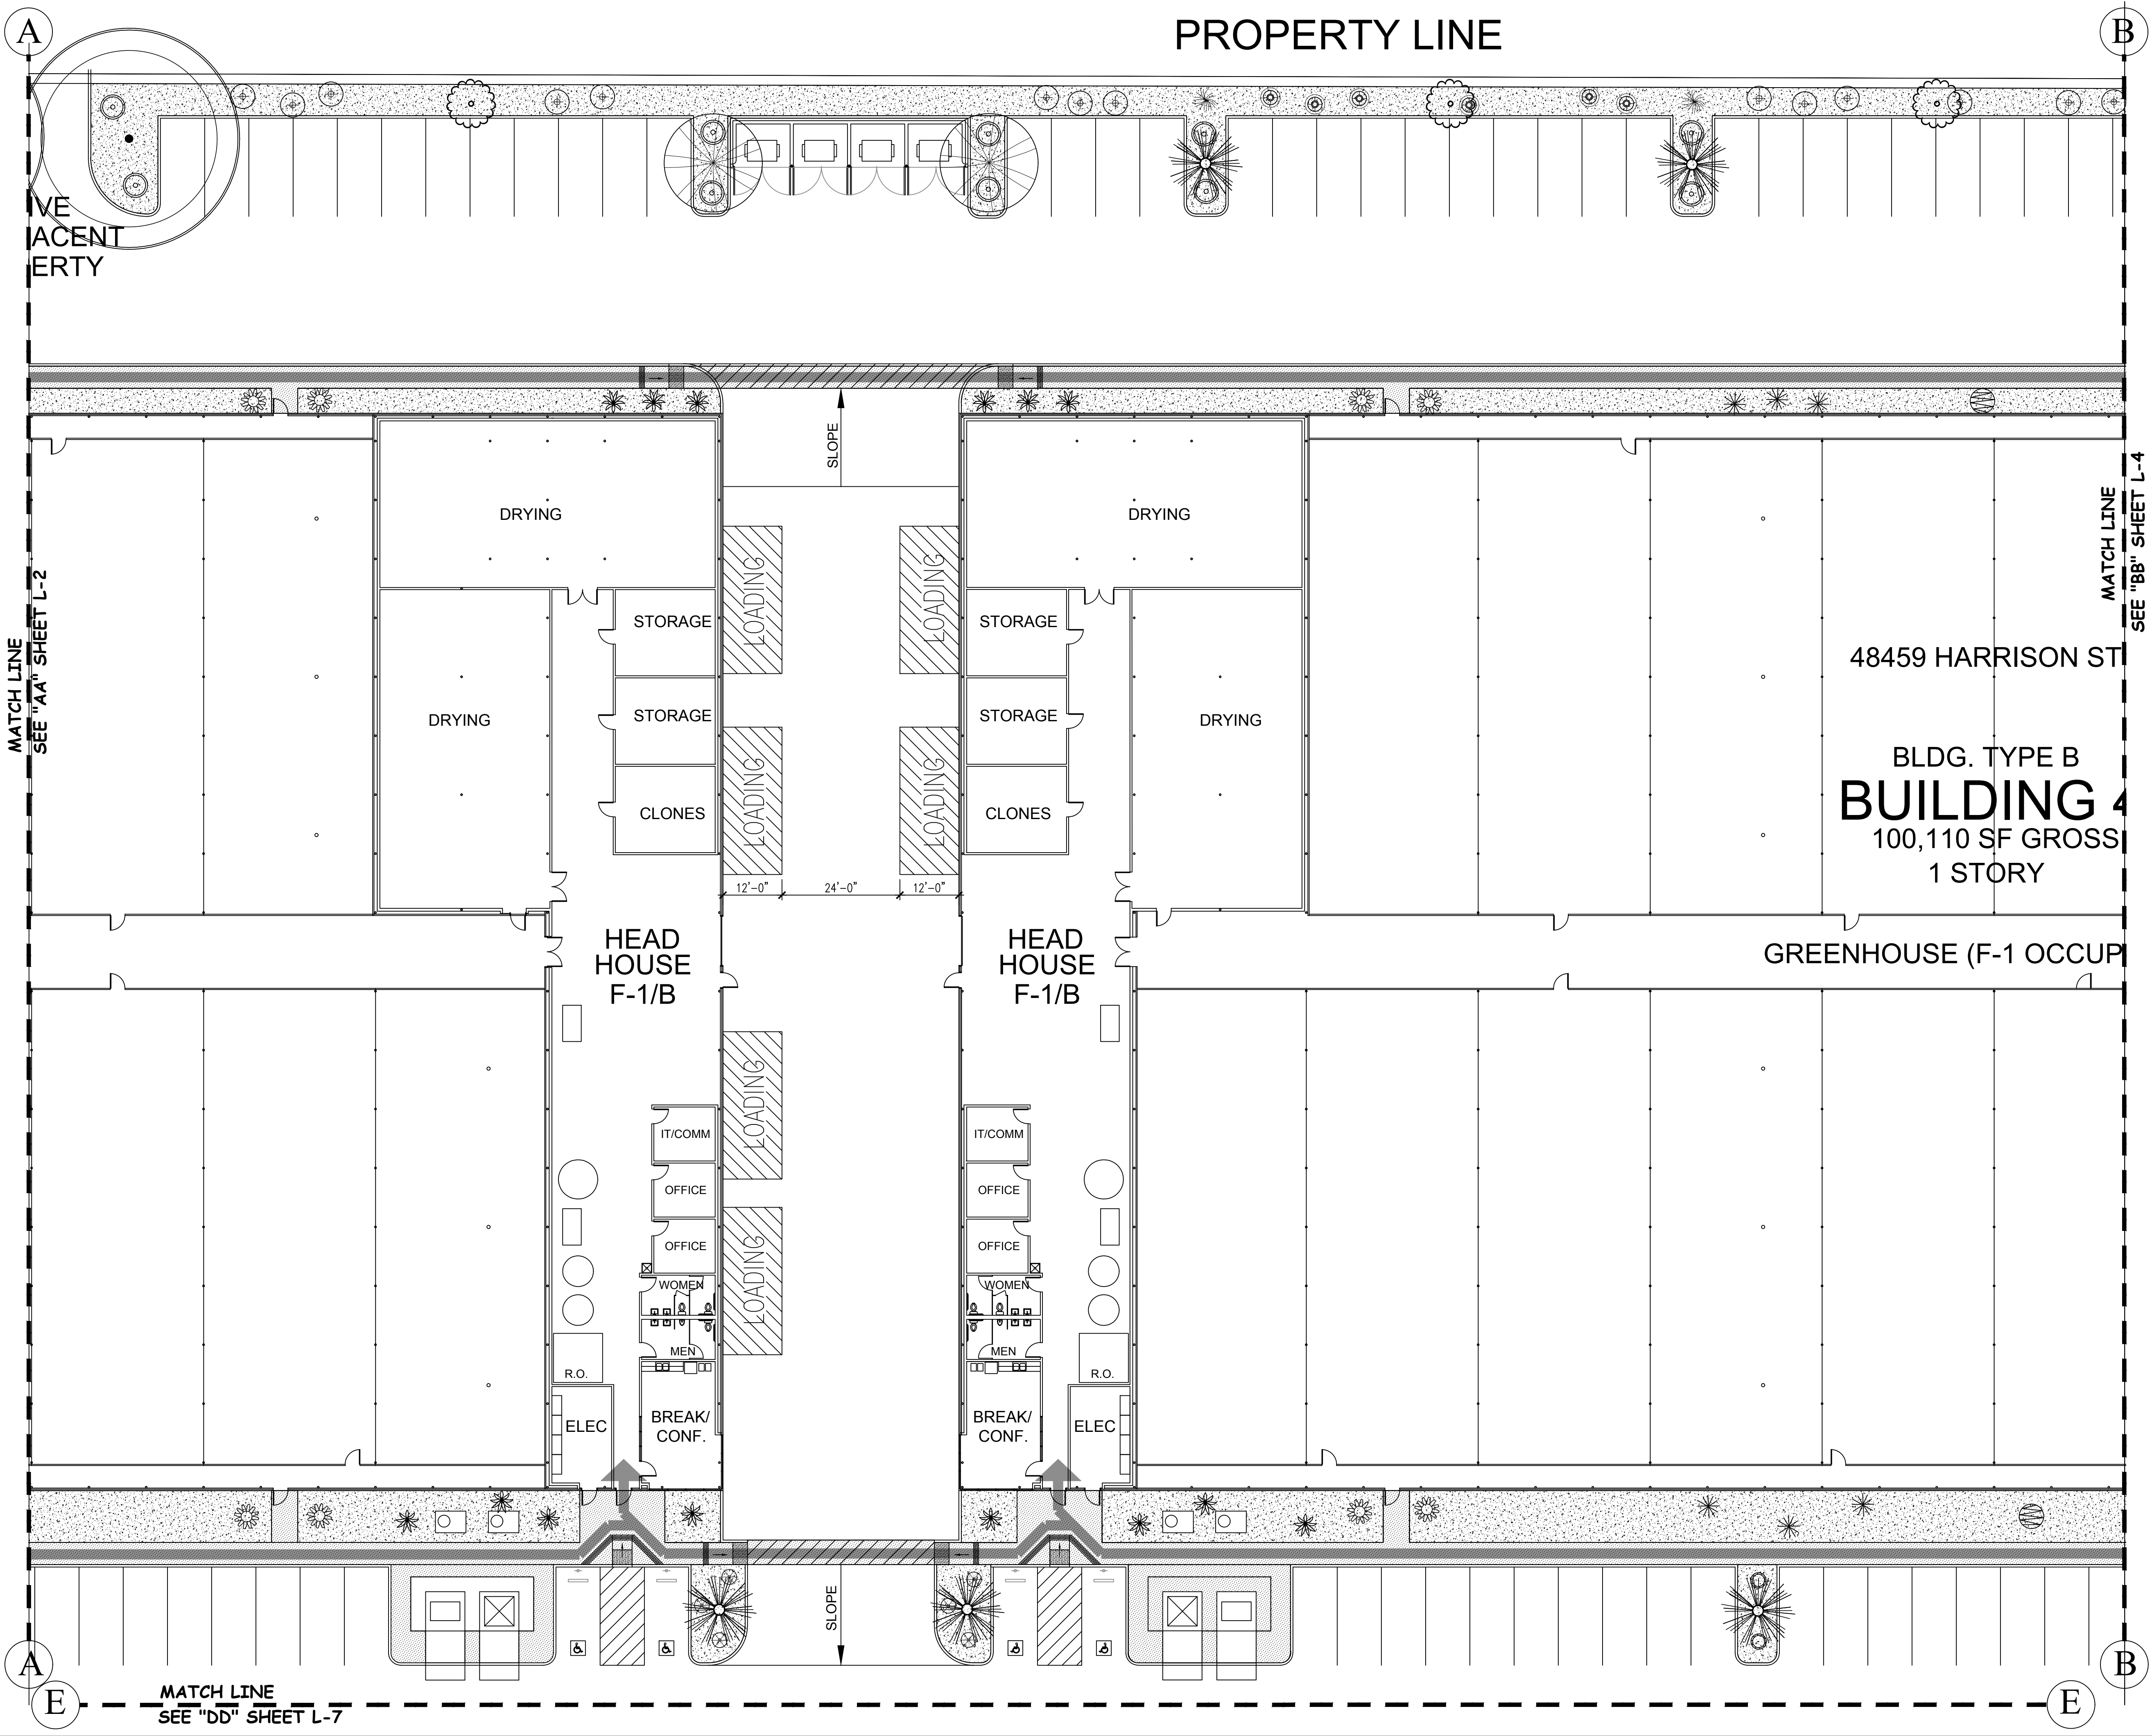 A
PROPERTY LINE
B
IVE
ACENT
ERTY
SLOPE
DRYING
DRYING
LOADING
LOADING
STORAGE
STORAGE
MATCH LINE
SEE "AA" SHEET L-2
MATCH LINE
SEE "BB" SHEET L-4
48459 HARRISON ST
STORAGE
STORAGE
DRYING
DRYING
BLDG. TYPE B
BUILDING 4
100,110 SF GROSS
1 STORY
LOADING
LOADING
CLONES
CLONES
12'-0" 24'-0" 12'-0"
HEAD
HOUSE
F-1/B
HEAD
HOUSE
F-1/B
GREENHOUSE (F-1 OCCUP
LOADING
IT/COMM
IT/COMM
OFFICE
OFFICE
OFFICE
OFFICE
LOADING
WOMEN
WOMEN
MEN
MEN
R.O.
R.O.
ELEC
BREAK/
CONF.
BREAK/
CONF.
ELEC
SLOPE
A
B
E
MATCH LINE
SEE "DD" SHEET L-7
E